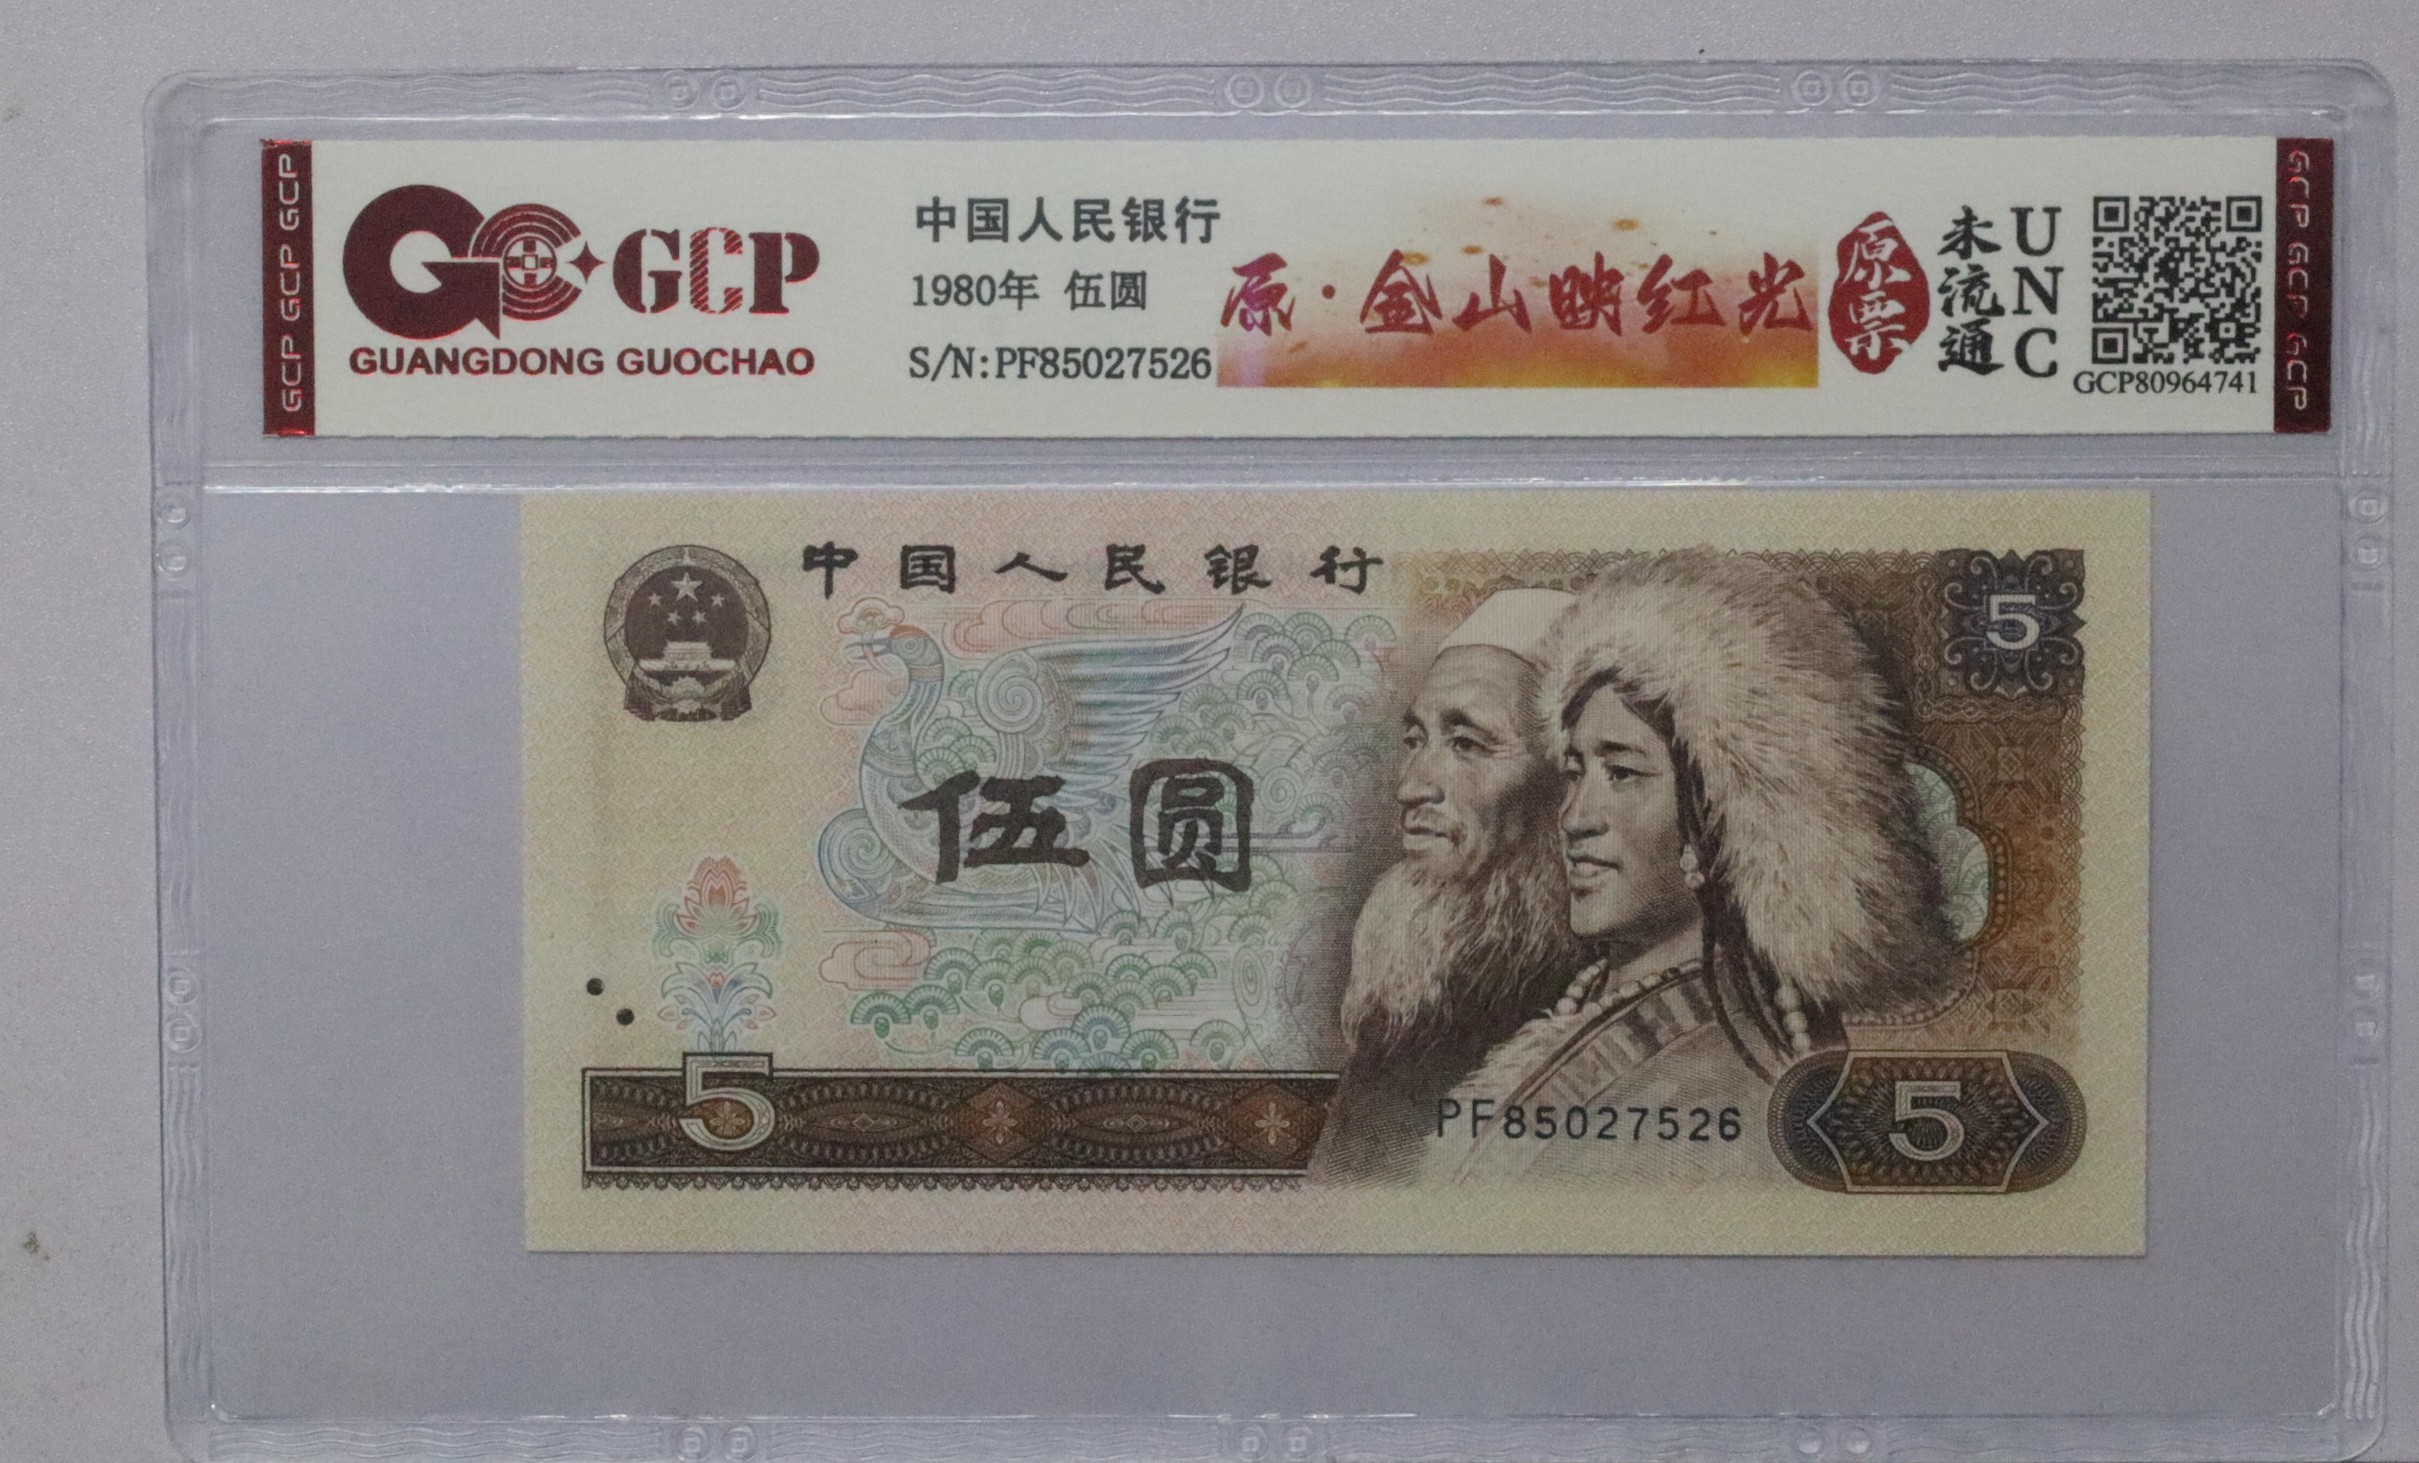 GCP GCP GCP
GCP
GUANGDONG GUOCHAO
中国人民银行
1980年 伍圆
S/N:PF85027526
原·金山映红光
原票
未流通
UNC
GCP80964741
GCP GCP GCP
中国人民银行
5
伍圆
5
PF85027526
5